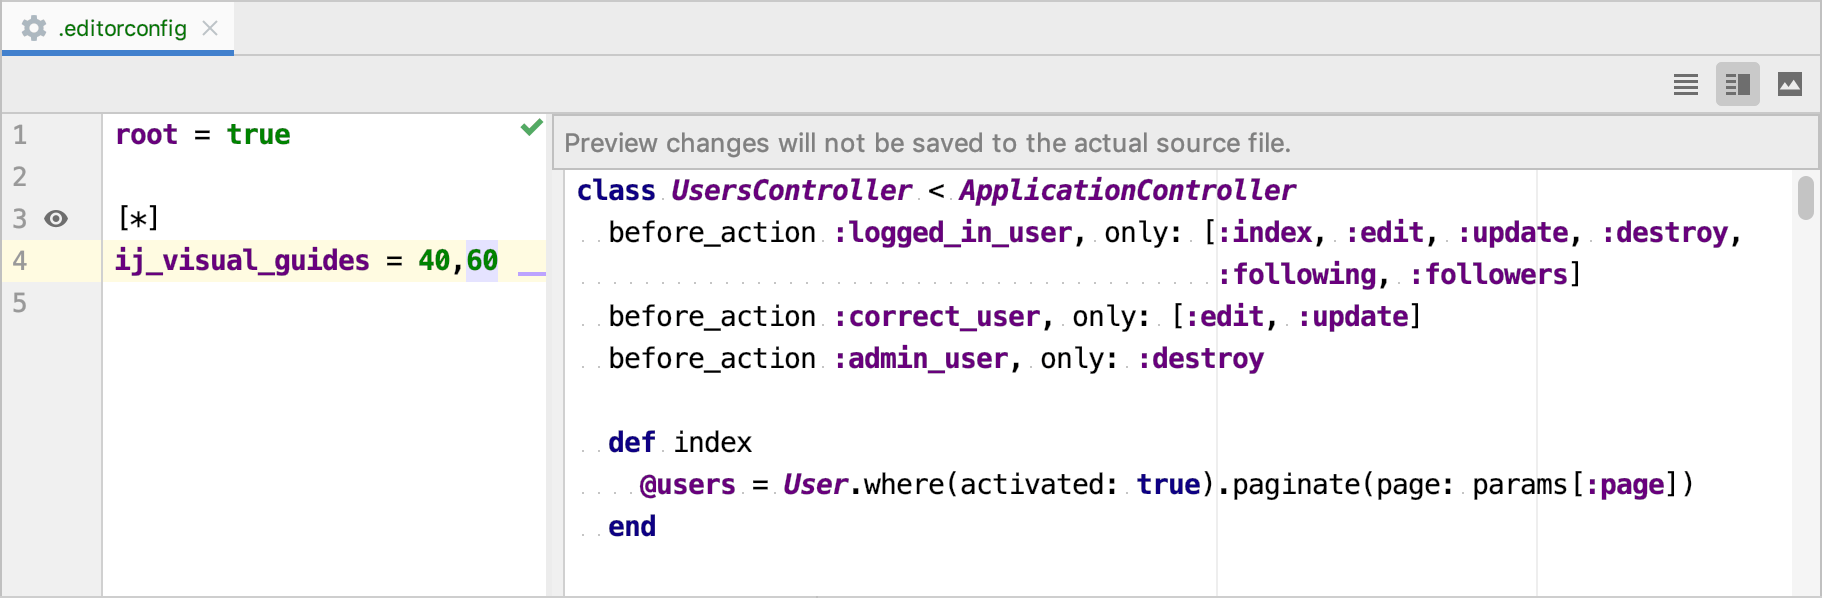 .editorconfig
1 root = true
2
3 [*]
4 ij_visual_guides = 40,60
5
Preview changes will not be saved to the actual source file.
class UsersController < ApplicationController
  before_action :logged_in_user, only: [:index, :edit, :update, :destroy,
                                        :following, :followers]
  before_action :correct_user, only: [:edit, :update]
  before_action :admin_user, only: :destroy

  def index
    @users = User.where(activated: true).paginate(page: params[:page])
  end